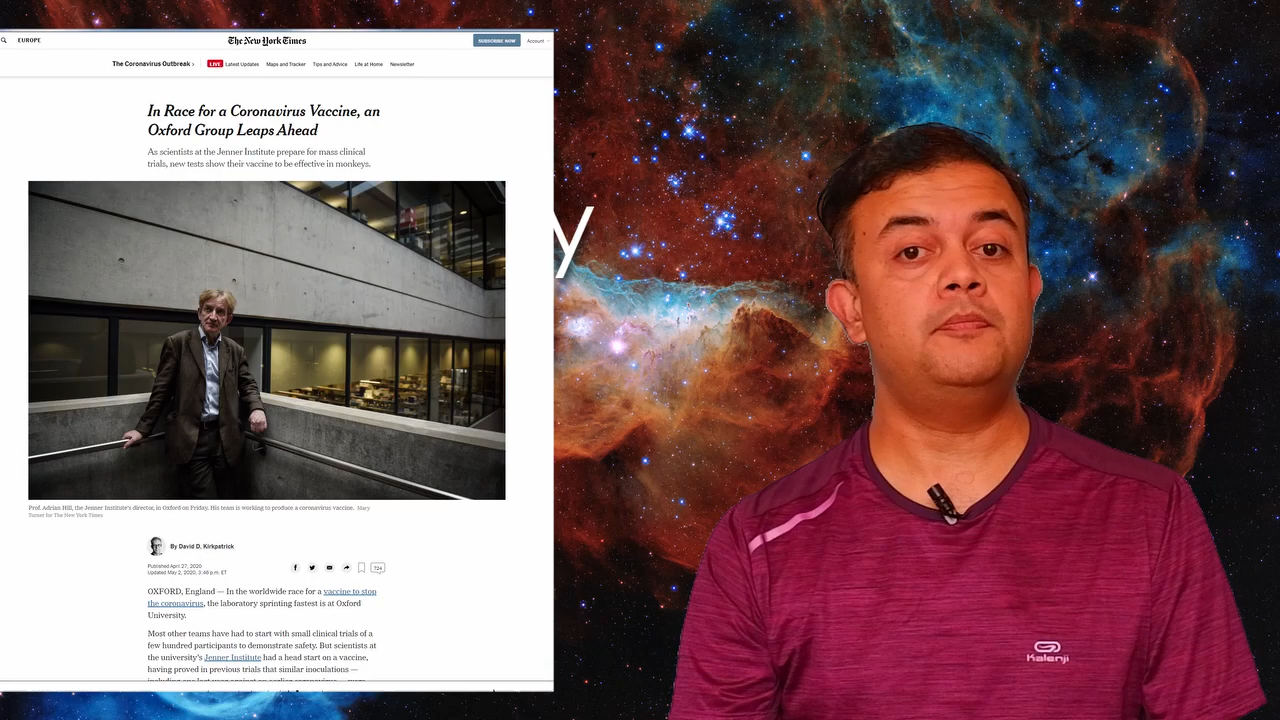 EUROPE
The New York Times
SUBSCRIBE NOW
Account
The Coronavirus Outbreak ›
LIVE Latest Updates Maps and Tracker Tips and Advice Life at Home Newsletter
In Race for a Coronavirus Vaccine, an
Oxford Group Leaps Ahead
As scientists at the Jenner Institute prepare for mass clinical
trials, new tests show their vaccine to be effective in monkeys.
y
Prof. Adrian Hill, the Jenner Institute's director, in Oxford on Friday. His team is working to produce a coronavirus vaccine. Mary
Turner for The New York Times
By David D. Kirkpatrick
Published April 27, 2020
Updated May 2, 2020, 3:46 p.m. ET
724
OXFORD, England — In the worldwide race for a vaccine to stop
the coronavirus, the laboratory sprinting fastest is at Oxford
University.
Most other teams have had to start with small clinical trials of a
few hundred participants to demonstrate safety. But scientists at
the university's Jenner Institute had a head start on a vaccine,
having proved in previous trials that similar inoculations —
including one last year against an earlier coronavirus — were
Kalenji